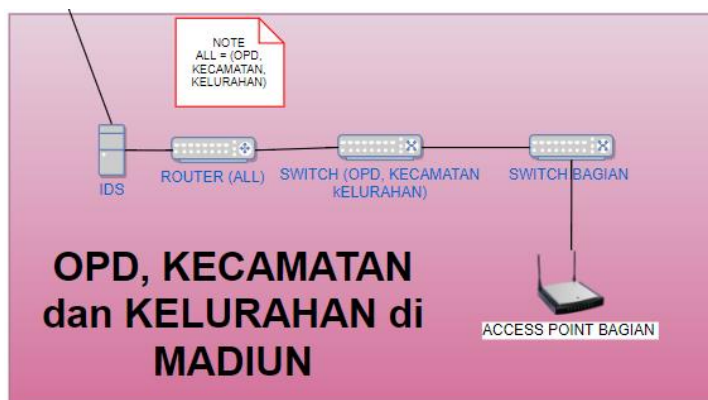 NOTE
ALL = (OPD,
KECAMATAN,
KELURAHAN)
IDS
ROUTER (ALL)
SWITCH (OPD, KECAMATAN
kELURAHAN)
SWITCH BAGIAN
ACCESS POINT BAGIAN
OPD, KECAMATAN
dan KELURAHAN di
MADIUN